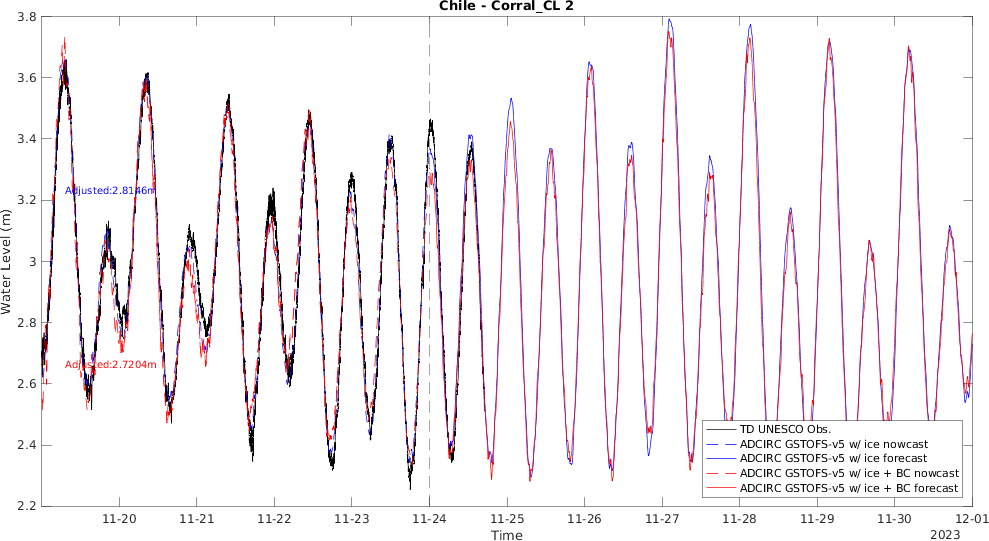 Chile - Corral_CL 2
3.8
3.6
3.4
3.2
3
2.8
2.6
2.4
2.2
Water Level (m)
Adjusted:2.8146m
Adjusted:2.7204m
TD UNESCO Obs.
ADCIRC GSTOFS-v5 w/ ice nowcast
ADCIRC GSTOFS-v5 w/ ice forecast
ADCIRC GSTOFS-v5 w/ ice + BC nowcast
ADCIRC GSTOFS-v5 w/ ice + BC forecast
11-20 11-21 11-22 11-23 11-24 11-25 11-26 11-27 11-28 11-29 11-30 12-01
Time
2023